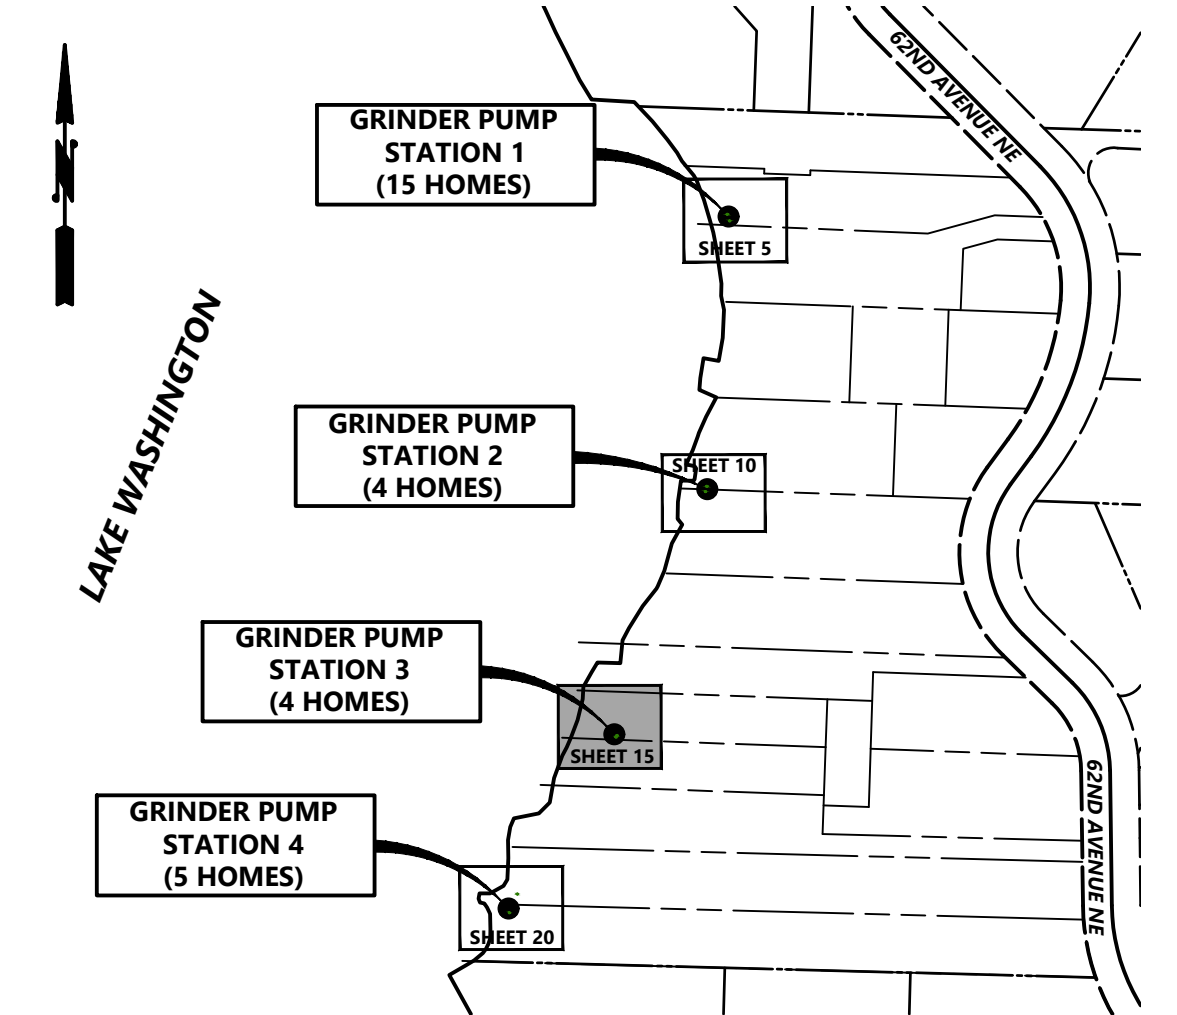 62ND AVENUE NE
N
GRINDER PUMP
STATION 1
(15 HOMES)
SHEET 5
LAKE WASHINGTON
GRINDER PUMP
STATION 2
(4 HOMES)
SHEET 10
GRINDER PUMP
STATION 3
(4 HOMES)
SHEET 15
62ND AVENUE NE
GRINDER PUMP
STATION 4
(5 HOMES)
SHEET 20